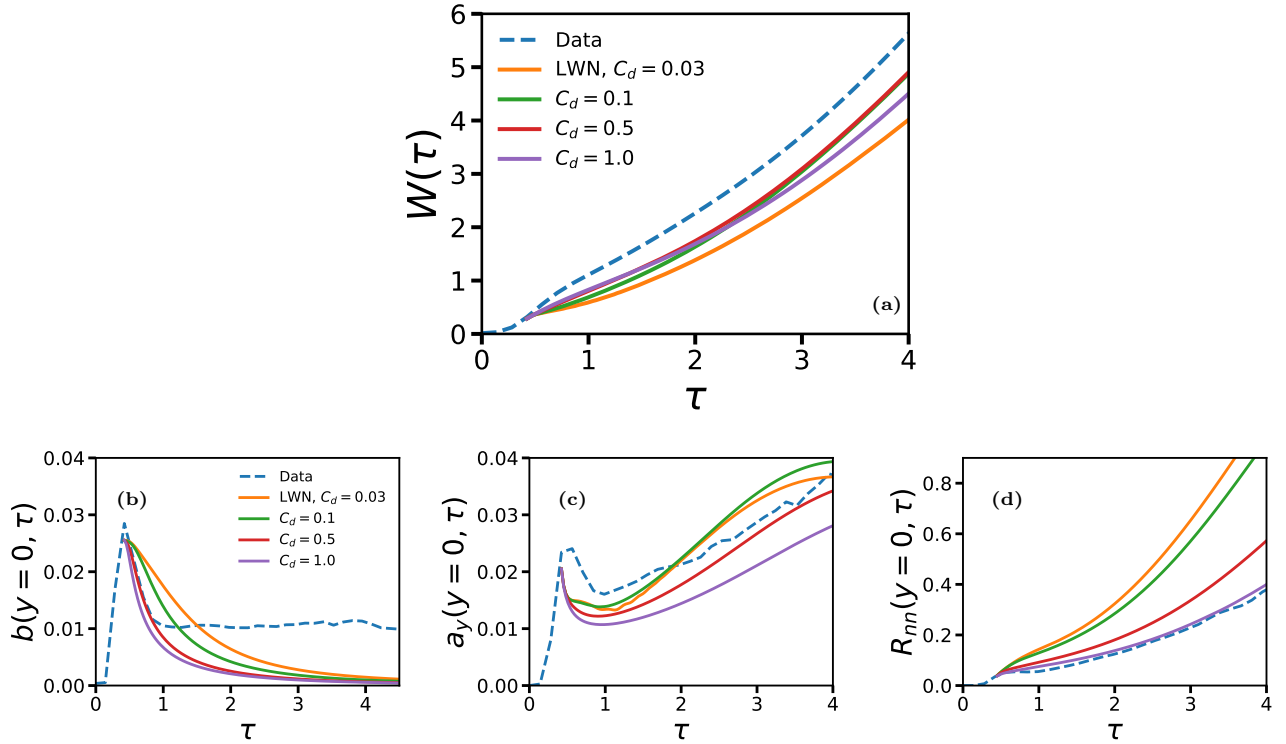 6
5
4
3
2
1
0
W(τ)
Data
LWN, C_d = 0.03
C_d = 0.1
C_d = 0.5
C_d = 1.0
(a)
0 1 2 3 4
τ
0.04
0.03
0.02
0.01
0.00
b(y = 0, τ)
(b)
Data
LWN, C_d = 0.03
C_d = 0.1
C_d = 0.5
C_d = 1.0
0 1 2 3 4
τ
0.04
0.03
0.02
0.01
0.00
a_y(y = 0, τ)
(c)
0 1 2 3 4
τ
0.8
0.6
0.4
0.2
0.0
R_nn(y = 0, τ)
(d)
0 1 2 3 4
τ